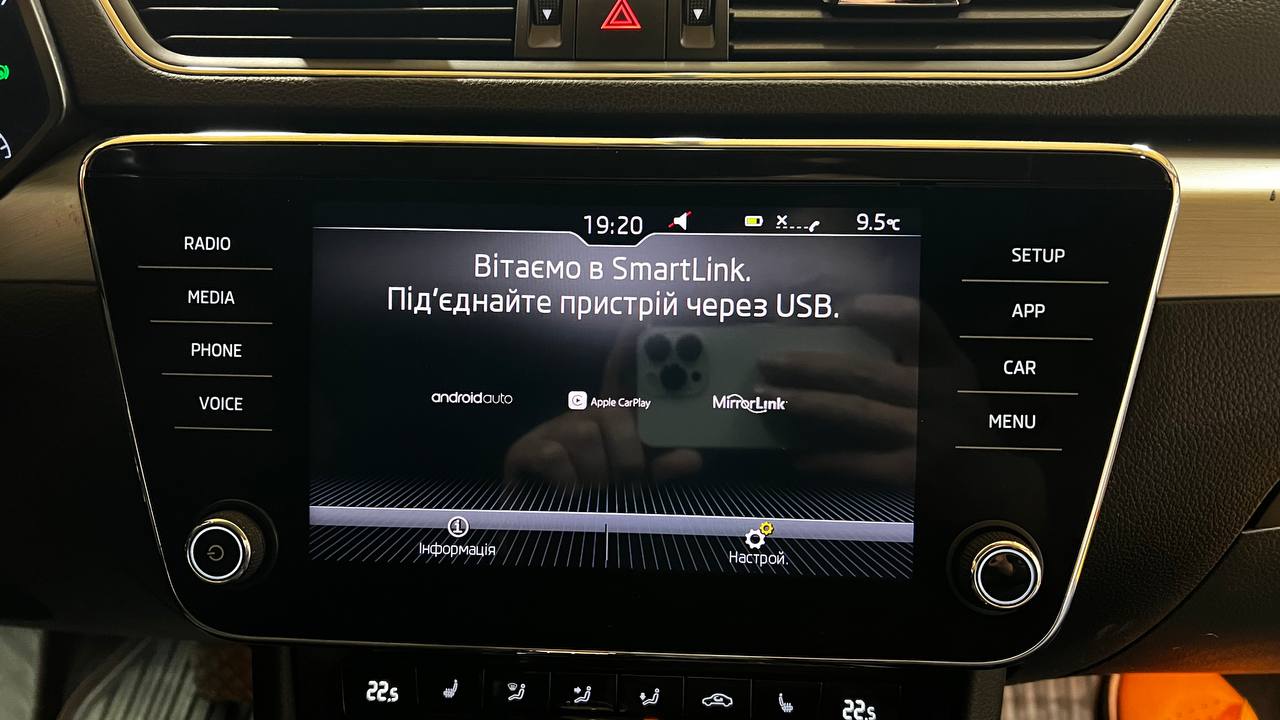 RADIO
MEDIA
PHONE
VOICE
19:20
9.5°C
Вітаємо в SmartLink.
Під’єднайте пристрій через USB.
androidauto
Apple CarPlay
MirrorLink
Інформація
Настрой.
SETUP
APP
CAR
MENU
22.5
22.5